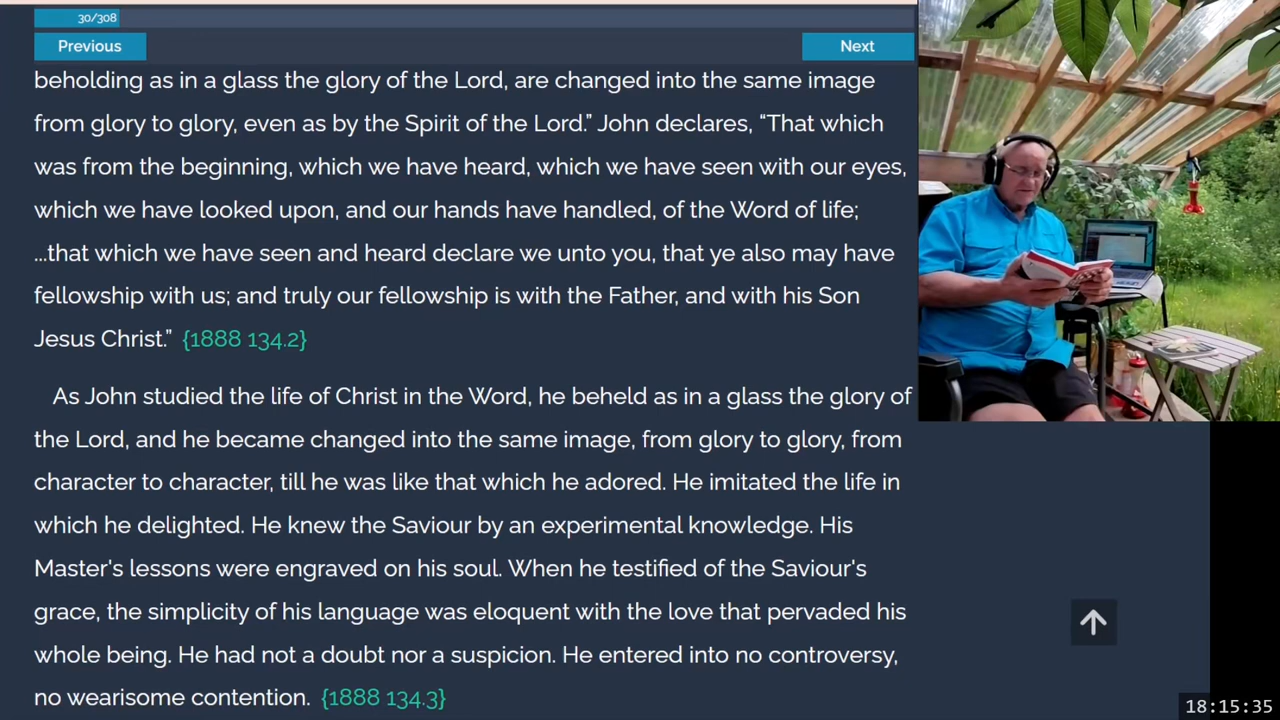 30/308
Previous
Next
beholding as in a glass the glory of the Lord, are changed into the same image
from glory to glory, even as by the Spirit of the Lord.” John declares, “That which
was from the beginning, which we have heard, which we have seen with our eyes,
which we have looked upon, and our hands have handled, of the Word of life;
...that which we have seen and heard declare we unto you, that ye also may have
fellowship with us; and truly our fellowship is with the Father, and with his Son
Jesus Christ.” {1888 134.2}
As John studied the life of Christ in the Word, he beheld as in a glass the glory of
the Lord, and he became changed into the same image, from glory to glory, from
character to character, till he was like that which he adored. He imitated the life in
which he delighted. He knew the Saviour by an experimental knowledge. His
Master's lessons were engraved on his soul. When he testified of the Saviour's
grace, the simplicity of his language was eloquent with the love that pervaded his
whole being. He had not a doubt nor a suspicion. He entered into no controversy,
no wearisome contention. {1888 134.3}
18:15:35